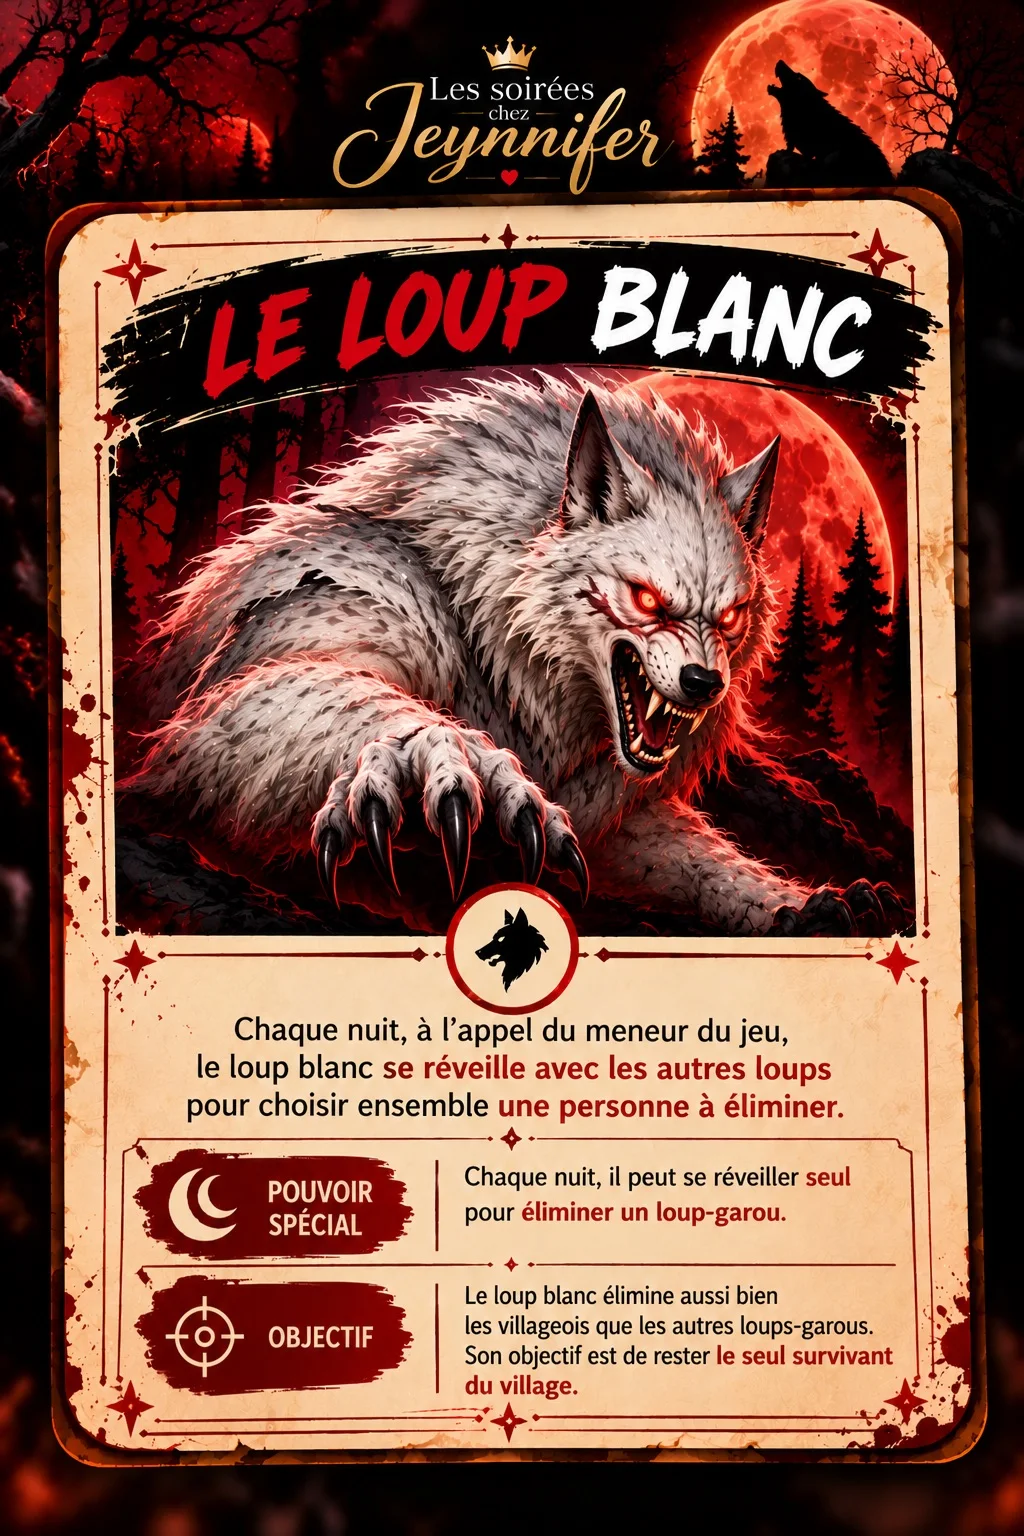 Les soirées
chez
Jeynnifer
LE LOUP BLANC
Chaque nuit, à l'appel du meneur du jeu,
le loup blanc se réveille avec les autres loups
pour choisir ensemble une personne à éliminer.
POUVOIR
SPÉCIAL
Chaque nuit, il peut se réveiller seul
pour éliminer un loup-garou.
OBJECTIF
Le loup blanc élimine aussi bien
les villageois que les autres loups-garous.
Son objectif est de rester le seul survivant
du village.